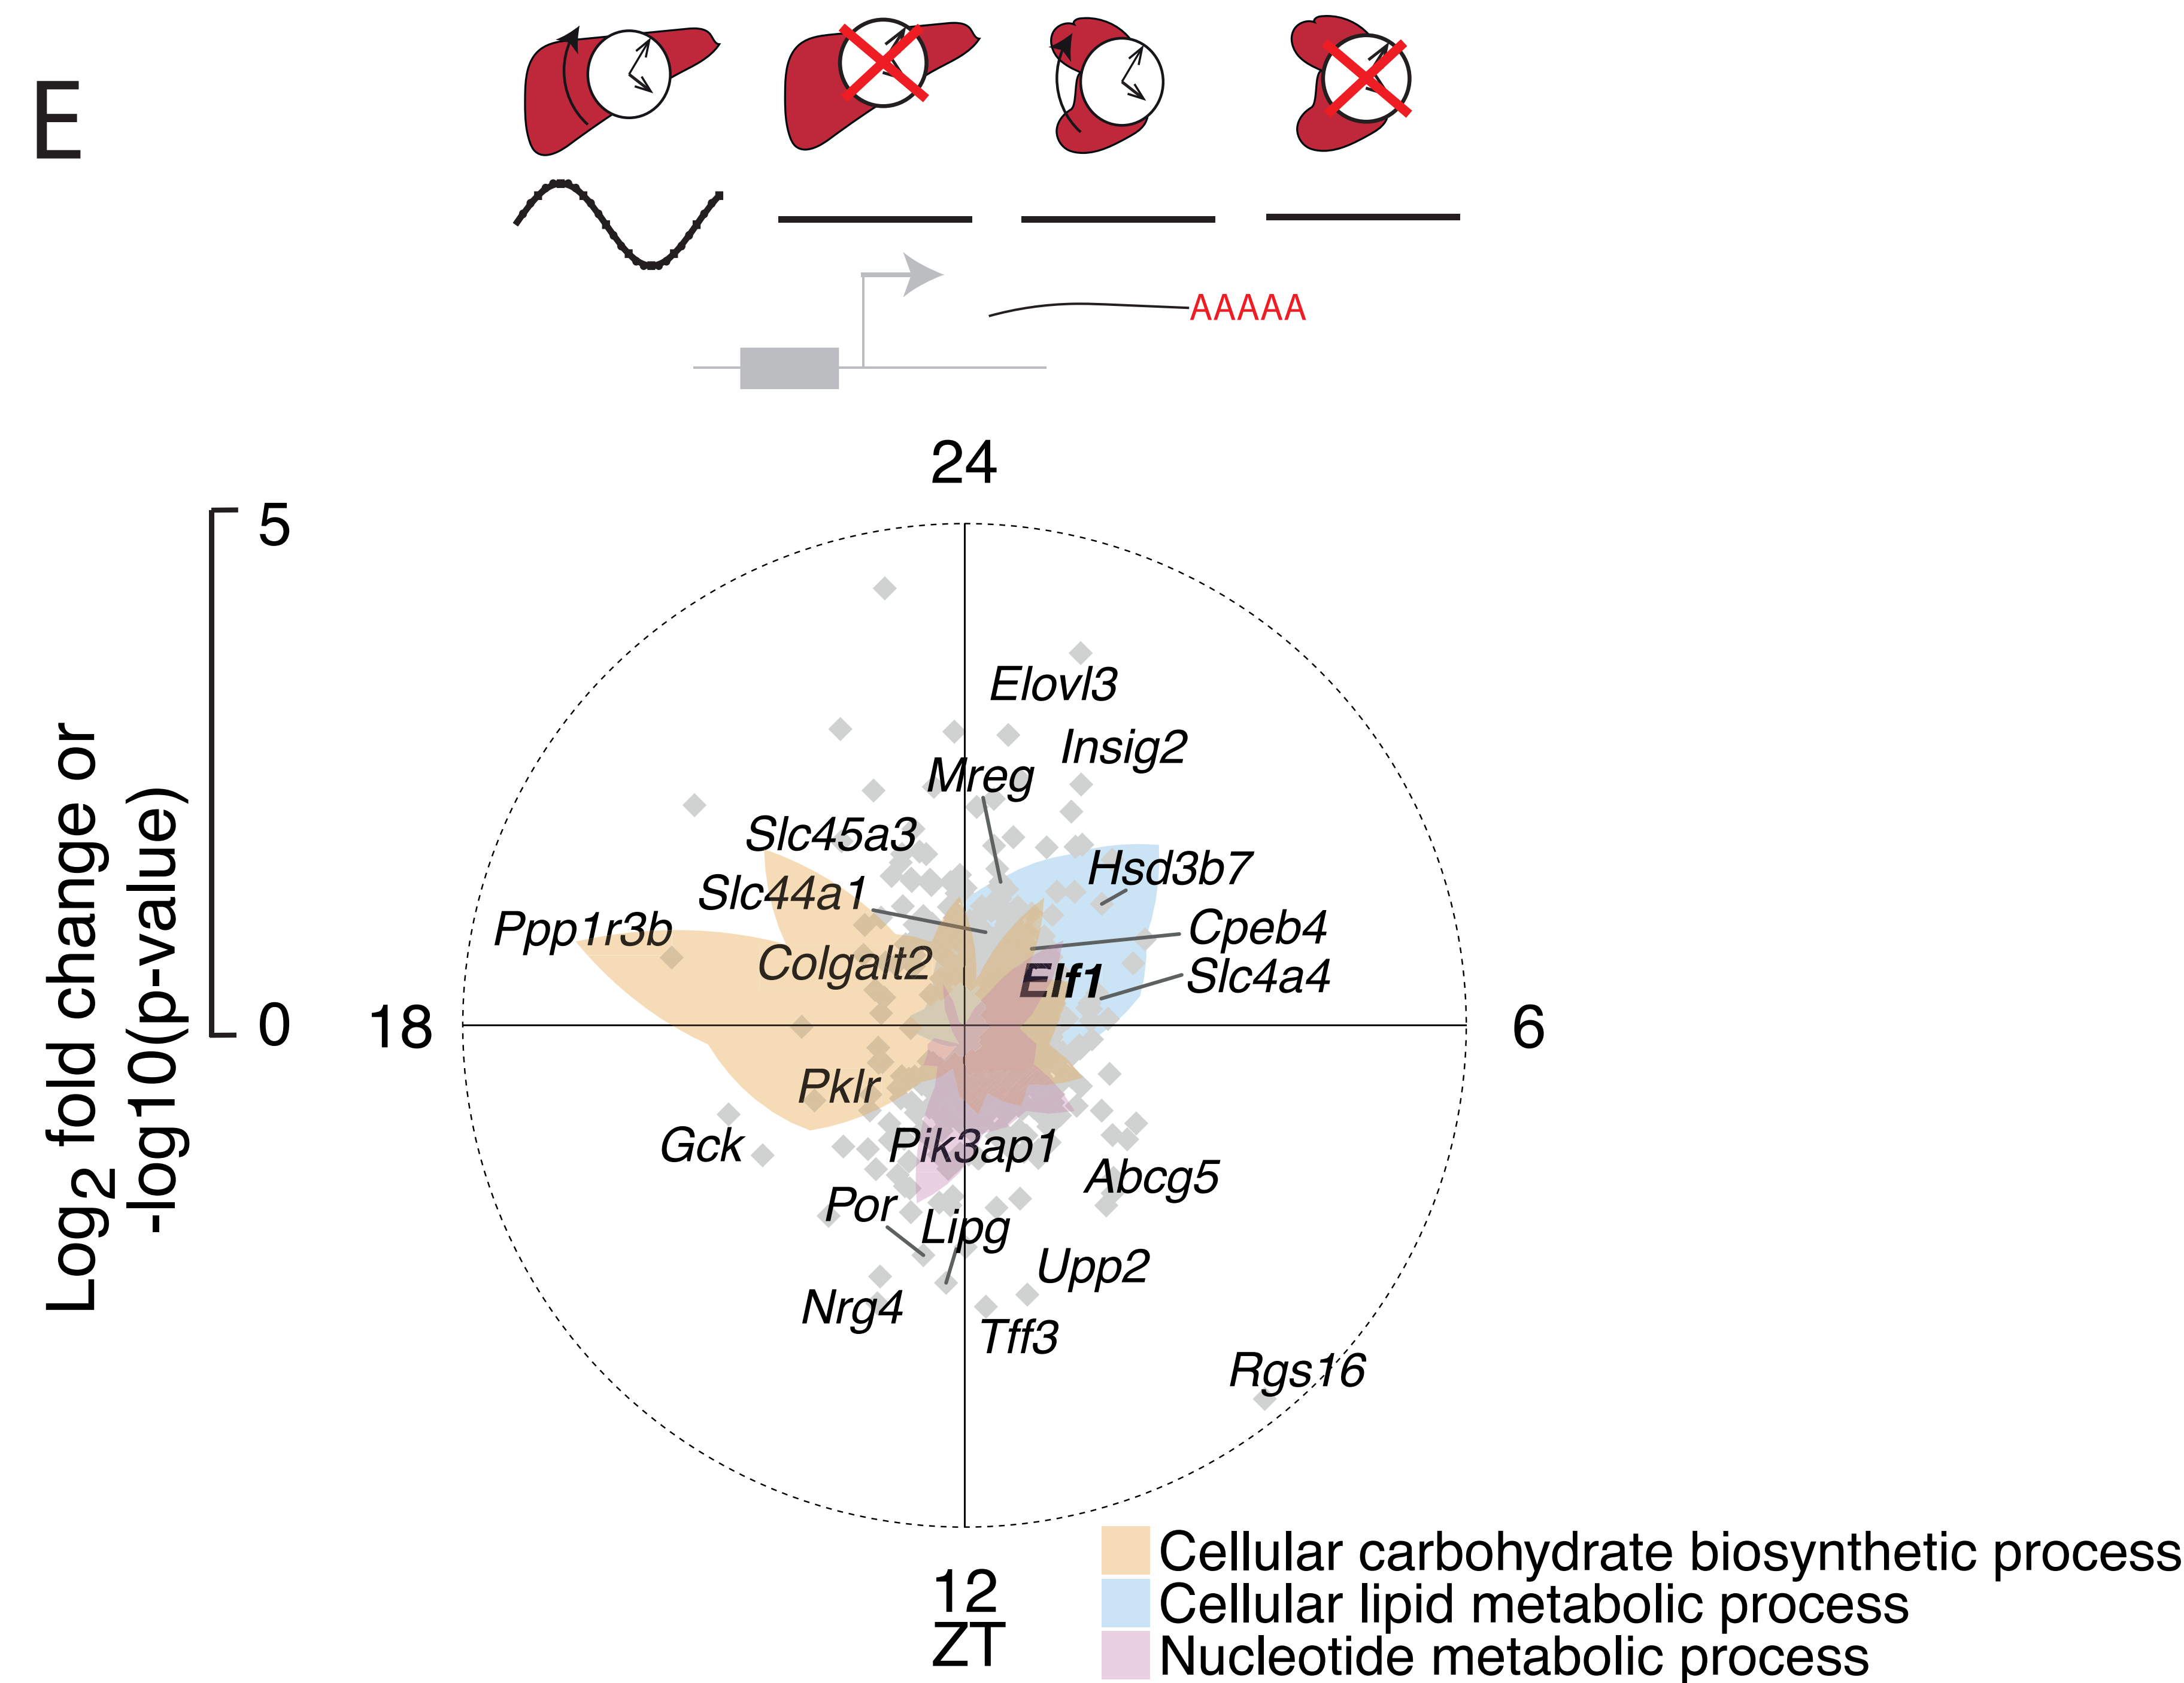 E
AAAAA
24
5
Elovl3
Insig2
Mreg
Slc45a3
Hsd3b7
Slc44a1
Ppp1r3b
Cpeb4
Colgalt2
Elf1
Slc4a4
0
18
6
Log2 fold change or
-log10(p-value)
Pklr
Gck
Pik3ap1
Abcg5
Por
Lipg
Upp2
Nrg4
Tff3
Rgs16
12
ZT
Cellular carbohydrate biosynthetic process
Cellular lipid metabolic process
Nucleotide metabolic process